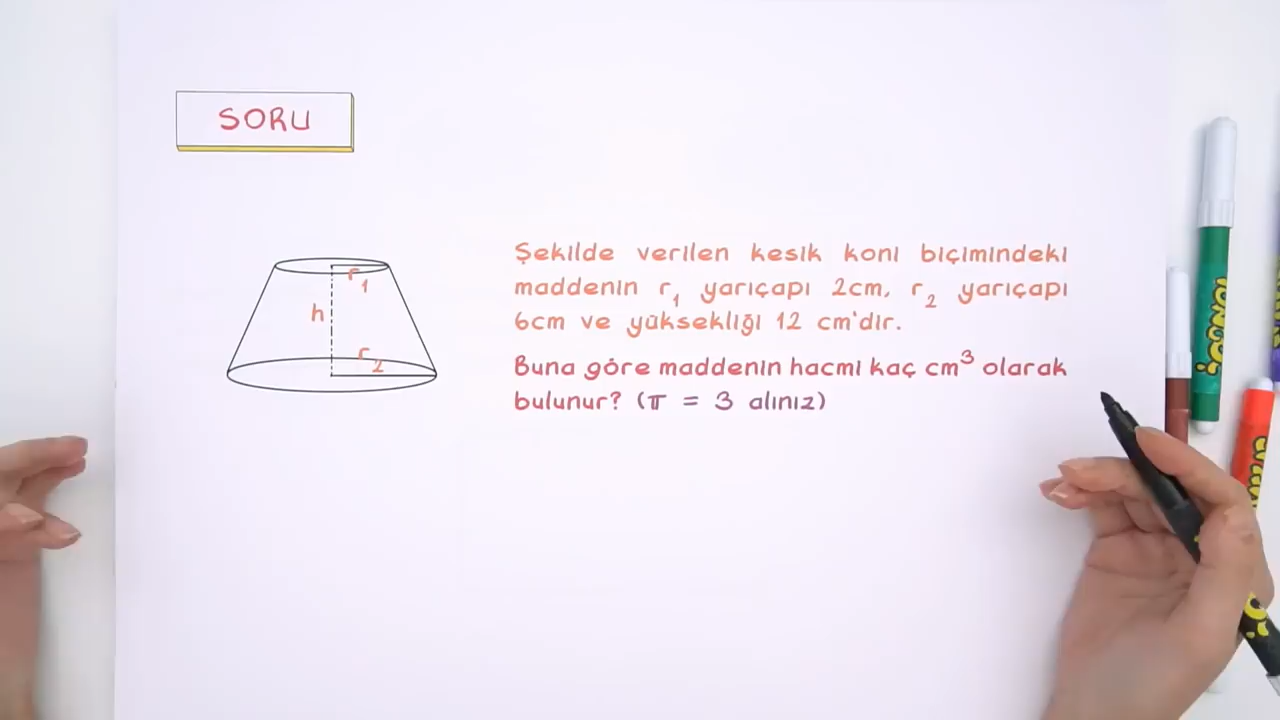 SORU
r1
h
r2
Şekilde verilen kesik koni biçimindeki
maddenin r1 yarıçapı 2cm, r2 yarıçapı
6cm ve yüksekliği 12 cm'dir.
Buna göre maddenin hacmi kaç cm³ olarak
bulunur? (π = 3 alınız)